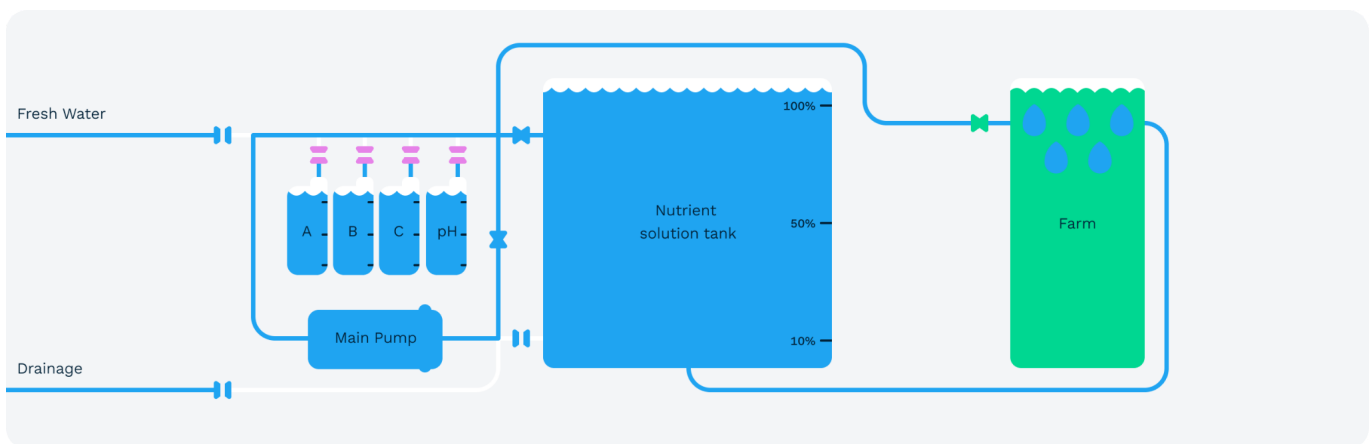 Fresh Water
100%
Nutrient
solution tank
50%
Farm
A
B
C
pH
Main Pump
10%
Drainage